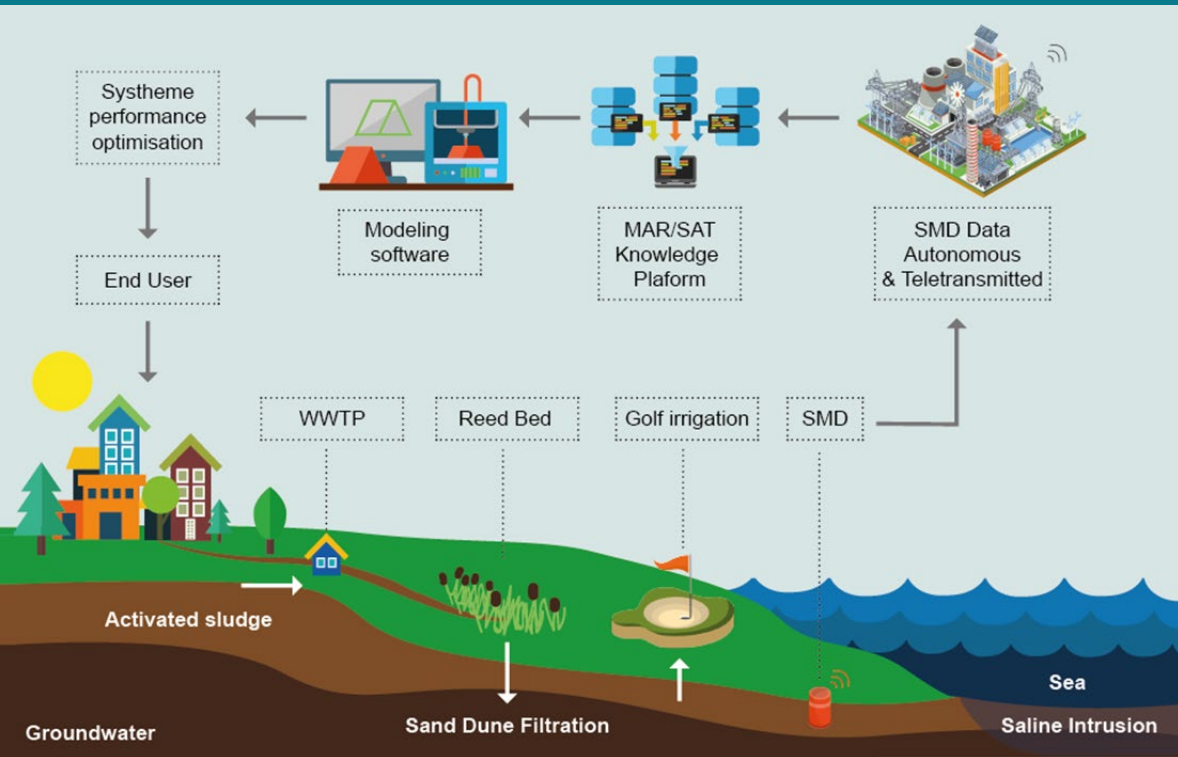 Systheme
performance
optimisation
Modeling
software
MAR/SAT
Knowledge
Plaform
SMD Data
Autonomous
& Teletransmitted
End User
WWTP
Reed Bed
Golf irrigation
SMD
Activated sludge
Sea
Groundwater
Sand Dune Filtration
Saline Intrusion